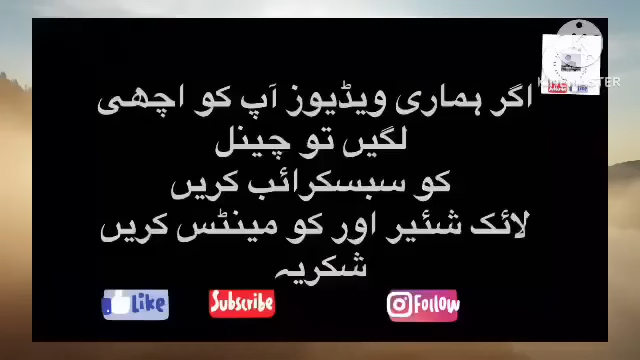 KINEMASTER
اگر ہماری ویڈیوز آپ کو اچھی
لگیں تو چینل
کو سبسکرائب کریں
لائک شئیر اور کو مینٹس کریں
شکریہ
Like
Subscribe
Follow